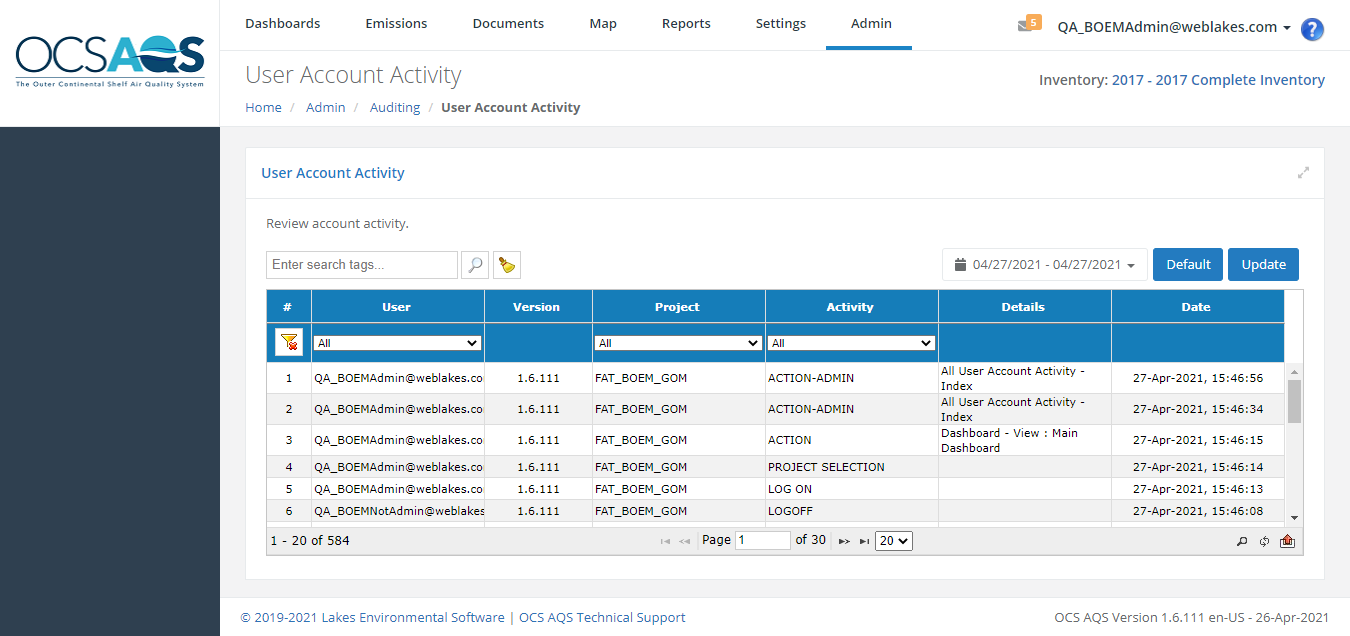 OCSAQS
The Outer Continental Shelf Air Quality System
Dashboards Emissions Documents Map Reports Settings Admin
5 QA_BOEMAdmin@weblakes.com ?
User Account Activity
Inventory: 2017 - 2017 Complete Inventory
Home / Admin / Auditing / User Account Activity
User Account Activity
Review account activity.
Enter search tags...
04/27/2021 - 04/27/2021 Default Update
# User Version Project Activity Details Date
All All All
1 QA_BOEMAdmin@weblakes.co 1.6.111 FAT_BOEM_GOM ACTION-ADMIN All User Account Activity - Index 27-Apr-2021, 15:46:56
2 QA_BOEMAdmin@weblakes.co 1.6.111 FAT_BOEM_GOM ACTION-ADMIN All User Account Activity - Index 27-Apr-2021, 15:46:34
3 QA_BOEMAdmin@weblakes.co 1.6.111 FAT_BOEM_GOM ACTION Dashboard - View : Main Dashboard 27-Apr-2021, 15:46:15
4 QA_BOEMAdmin@weblakes.co 1.6.111 FAT_BOEM_GOM PROJECT SELECTION 27-Apr-2021, 15:46:14
5 QA_BOEMAdmin@weblakes.co 1.6.111 FAT_BOEM_GOM LOG ON 27-Apr-2021, 15:46:13
6 QA_BOEMNotAdmin@weblakes 1.6.111 FAT_BOEM_GOM LOGOFF 27-Apr-2021, 15:46:08
1 - 20 of 584 Page 1 of 30 20
© 2019-2021 Lakes Environmental Software | OCS AQS Technical Support
OCS AQS Version 1.6.111 en-US - 26-Apr-2021